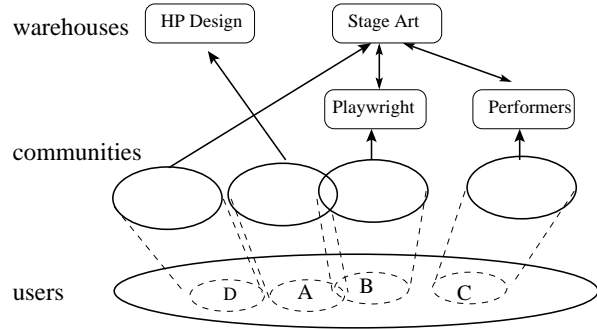 warehouses
HP Design
Stage Art
Playwright
Performers
communities
users
D
A
B
C